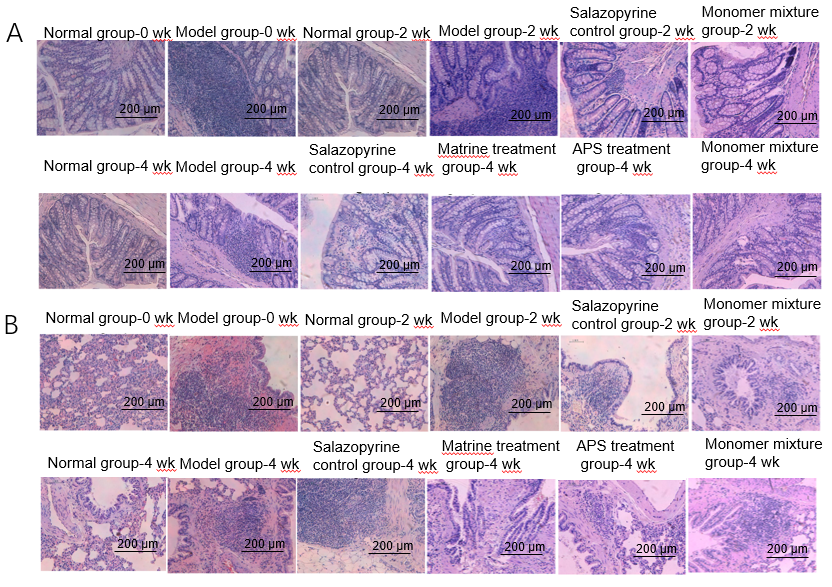 A
Normal group-0 wk Model group-0 wk Normal group-2 wk Model group-2 wk Salazopyrine control group-2 wk Monomer mixture group-2 wk
200 μm 200 μm 200 μm 200 μm 200 μm 200 μm
Normal group-4 wk Model group-4 wk Salazopyrine control group-4 wk Matrine treatment group-4 wk APS treatment group-4 wk Monomer mixture group-4 wk
200 μm 200 μm 200 μm 200 μm 200 μm 200 μm
B
Normal group-0 wk Model group-0 wk Normal group-2 wk Model group-2 wk Salazopyrine control group-2 wk Monomer mixture group-2 wk
200 μm 200 μm 200 μm 200 μm 200 μm 200 μm
Normal group-4 wk Model group-4 wk Salazopyrine control group-4 wk Matrine treatment group-4 wk APS treatment group-4 wk Monomer mixture group-4 wk
200 μm 200 μm 200 μm 200 μm 200 μm 200 μm